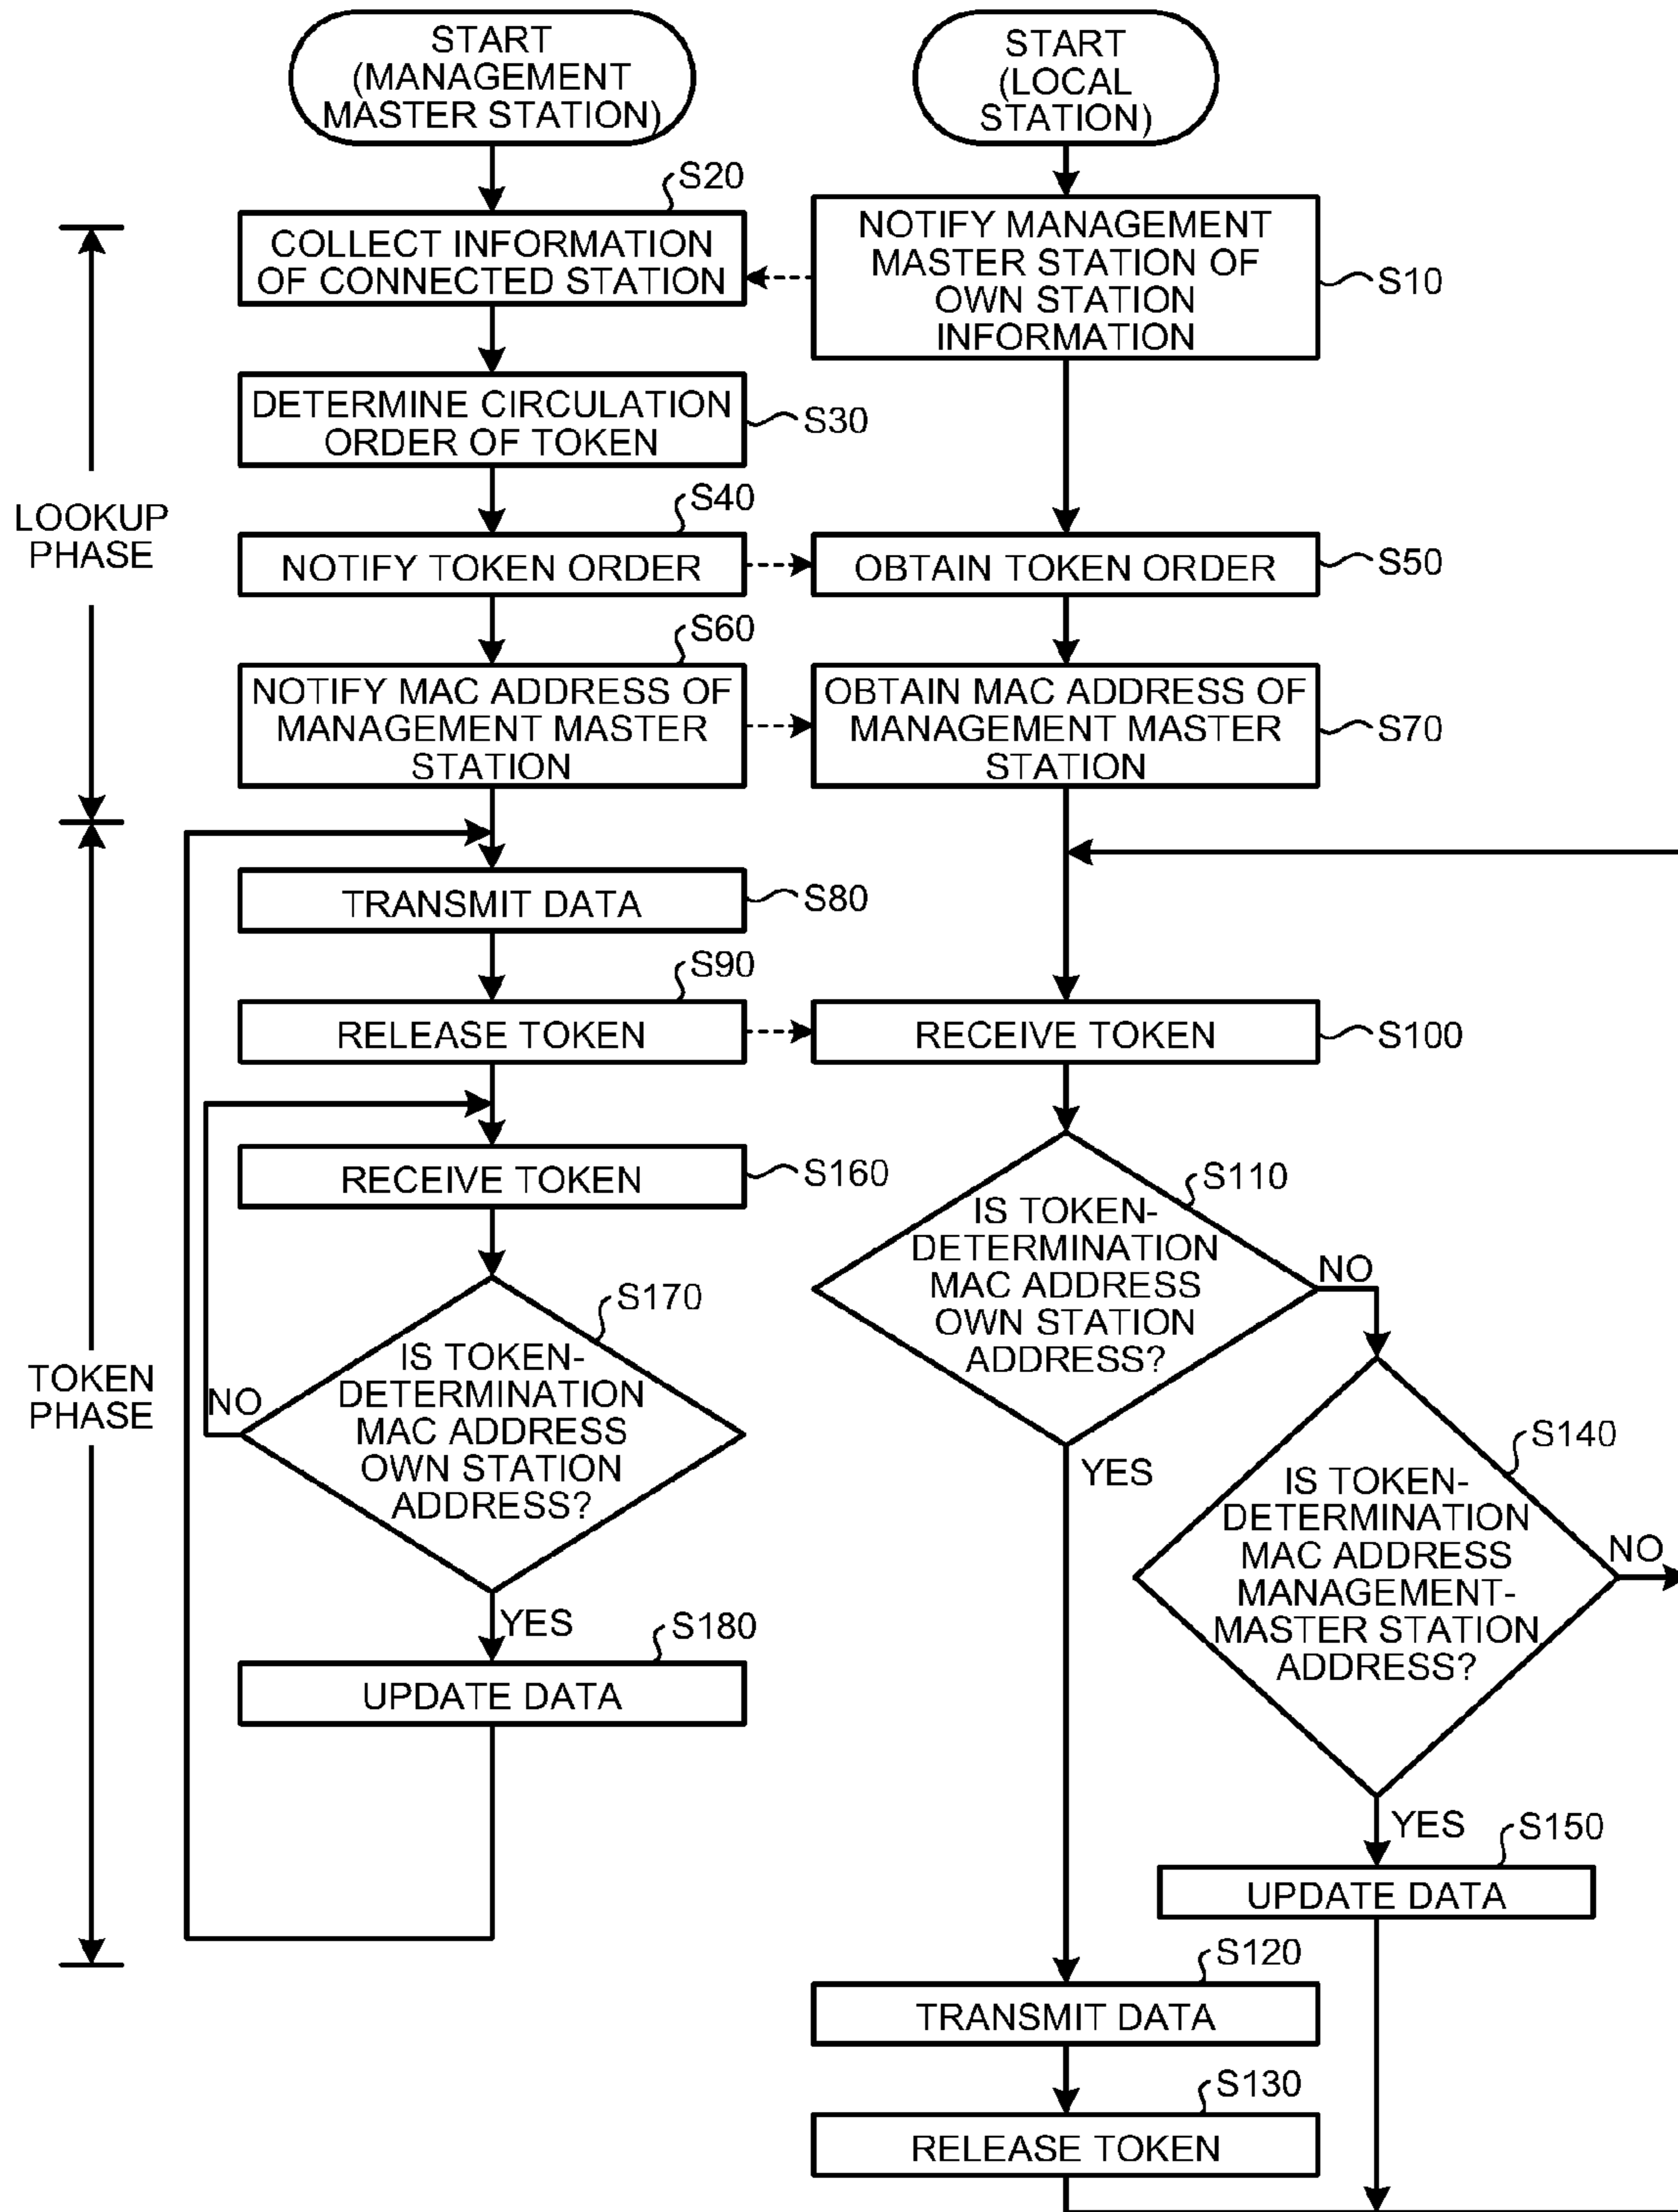 START
(MANAGEMENT
MASTER STATION)
START
(LOCAL
STATION)
S20
COLLECT INFORMATION
OF CONNECTED STATION
NOTIFY MANAGEMENT
MASTER STATION OF
OWN STATION
INFORMATION
S10
DETERMINE CIRCULATION
ORDER OF TOKEN
S30
LOOKUP
PHASE
S40
NOTIFY TOKEN ORDER
OBTAIN TOKEN ORDER
S50
S60
NOTIFY MAC ADDRESS OF
MANAGEMENT MASTER
STATION
OBTAIN MAC ADDRESS OF
MANAGEMENT MASTER
STATION
S70
TRANSMIT DATA
S80
S90
RELEASE TOKEN
RECEIVE TOKEN
S100
RECEIVE TOKEN
S160
S110
IS TOKEN-
DETERMINATION
MAC ADDRESS
OWN STATION
ADDRESS?
NO
YES
TOKEN
PHASE
S170
IS TOKEN-
DETERMINATION
MAC ADDRESS
OWN STATION
ADDRESS?
NO
YES
S140
IS TOKEN-
DETERMINATION
MAC ADDRESS
MANAGEMENT-
MASTER STATION
ADDRESS?
NO
YES
S180
UPDATE DATA
S150
UPDATE DATA
S120
TRANSMIT DATA
S130
RELEASE TOKEN